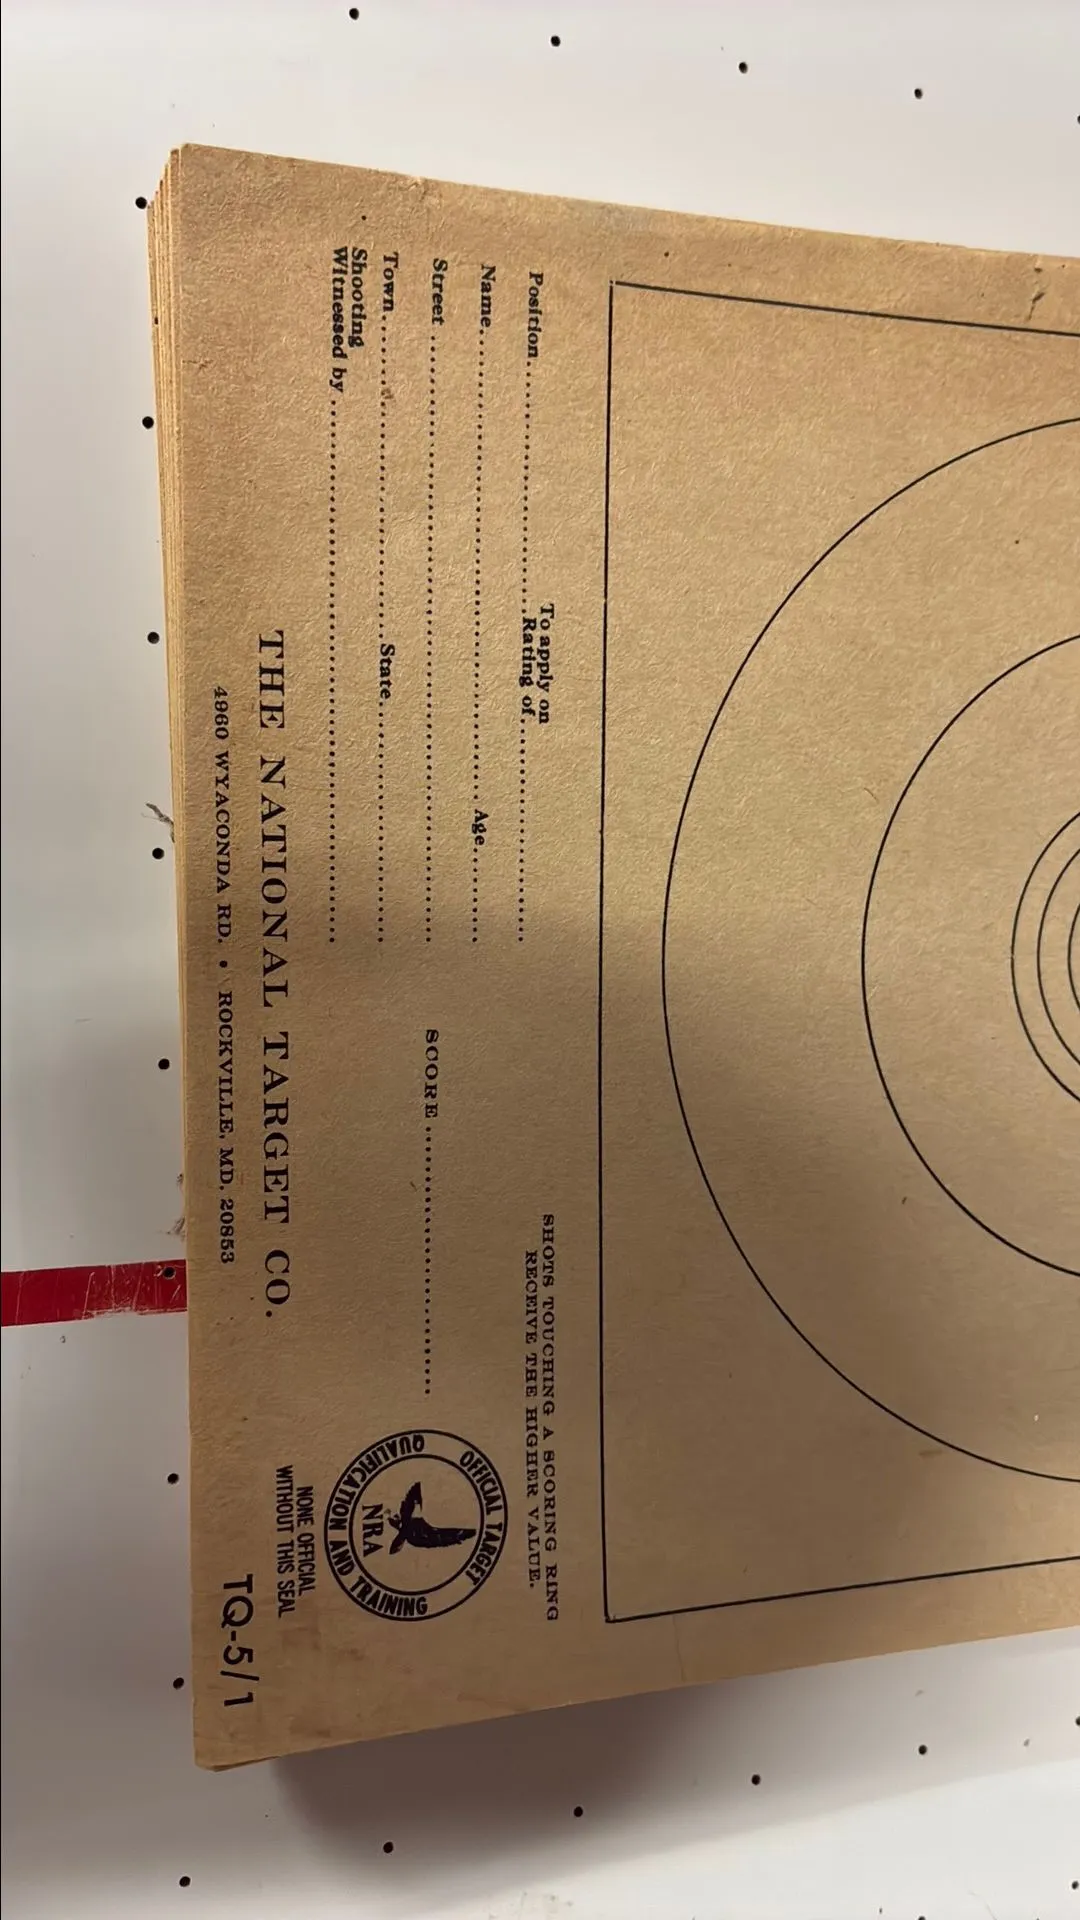 Position.................... To apply on
Rating of....................
SHOTS TOUCHING A SCORING RING
RECEIVE THE HIGHER VALUE.
Name.................... Age..........
Street ....................
SCORE ....................
Town.................... State....................
Shooting
Witnessed by ....................
OFFICIAL TARGET
QUALIFICATION AND TRAINING
NRA
THE NATIONAL TARGET CO.
NONE OFFICIAL
WITHOUT THIS SEAL
4960 WYACONDA RD. • ROCKVILLE, MD. 20853
TQ-5/1